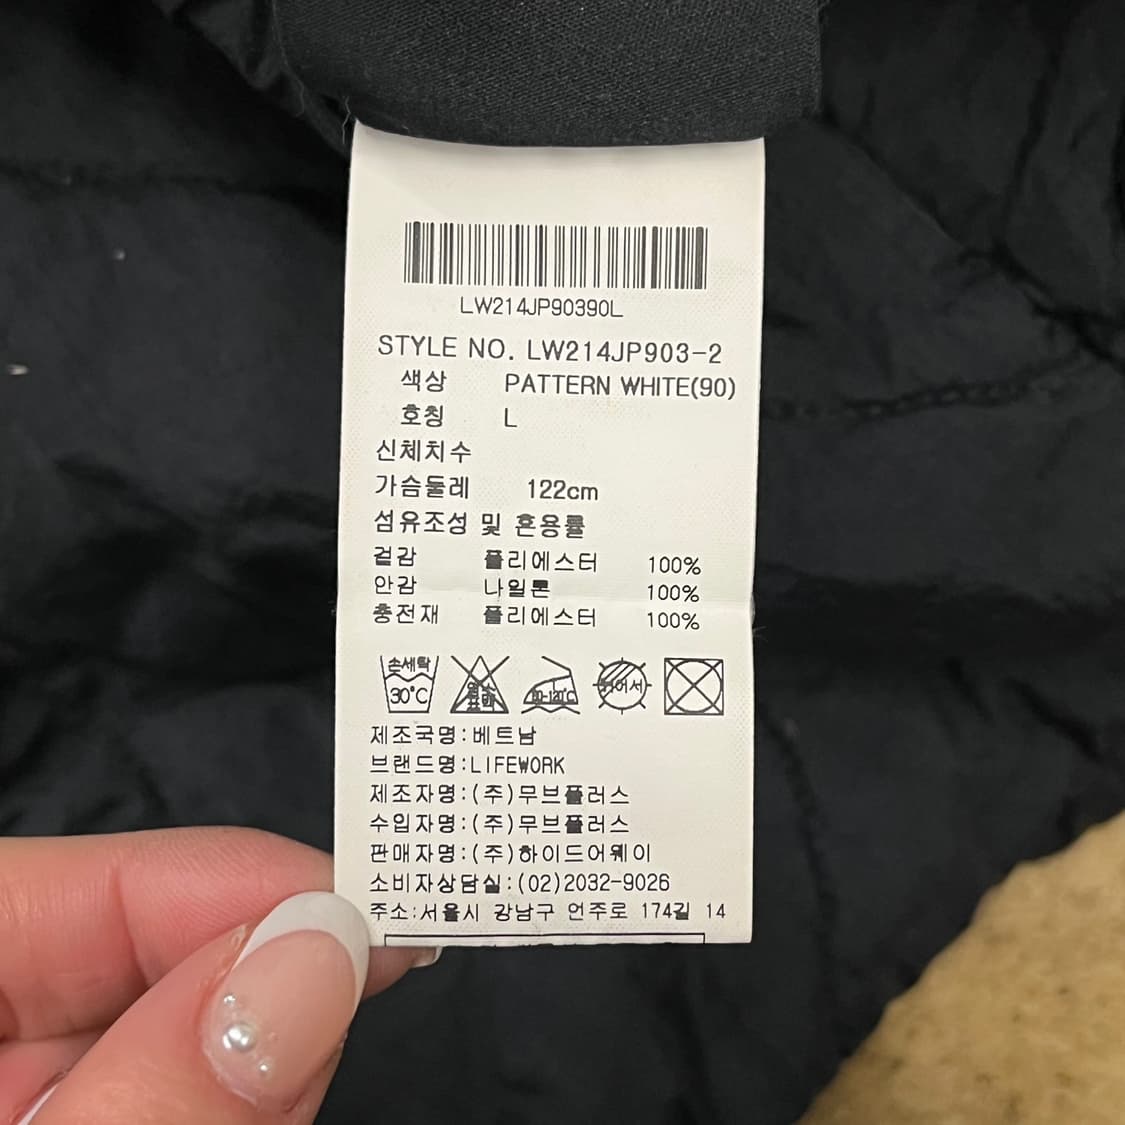 LW214JP90390L
STYLE NO. LW214JP903-2
색상 PATTERN WHITE(90)
호칭 L
신체치수
가슴둘레 122cm
섬유조성 및 혼용률
겉감 폴리에스터 100%
안감 나일론 100%
충전재 폴리에스터 100%
손세탁
30°C
제조국명:베트남
브랜드명:LIFEWORK
제조자명:(주)무브플러스
수입자명:(주)무브플러스
판매자명:(주)하이드어웨이
소비자상담실:(02)2032-9026
주소:서울시 강남구 언주로 174길 14